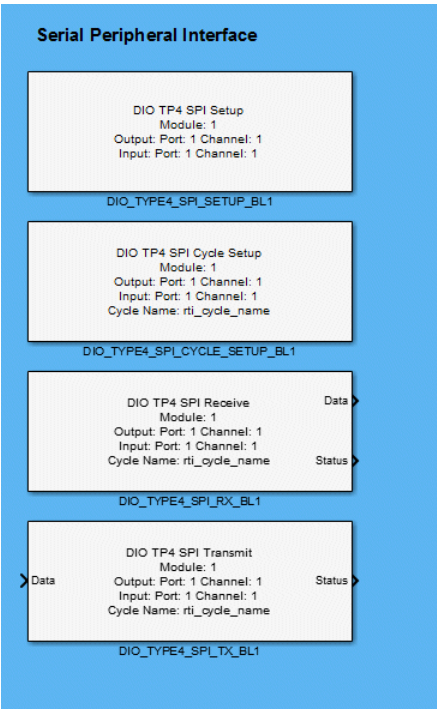 Serial Peripheral Interface
DIO TP4 SPI Setup
Module: 1
Output: Port: 1 Channel: 1
Input: Port: 1 Channel: 1
DIO_TYPE4_SPI_SETUP_BL1
DIO TP4 SPI Cycle Setup
Module: 1
Output: Port: 1 Channel: 1
Input: Port: 1 Channel: 1
Cycle Name: rti_cycle_name
DIO_TYPE4_SPI_CYCLE_SETUP_BL1
DIO TP4 SPI Receive
Module: 1
Output: Port: 1 Channel: 1
Input: Port: 1 Channel: 1
Cycle Name: rti_cycle_name
Data
Status
DIO_TYPE4_SPI_RX_BL1
Data
DIO TP4 SPI Transmit
Module: 1
Output: Port: 1 Channel: 1
Input: Port: 1 Channel: 1
Cycle Name: rti_cycle_name
Status
DIO_TYPE4_SPI_TX_BL1